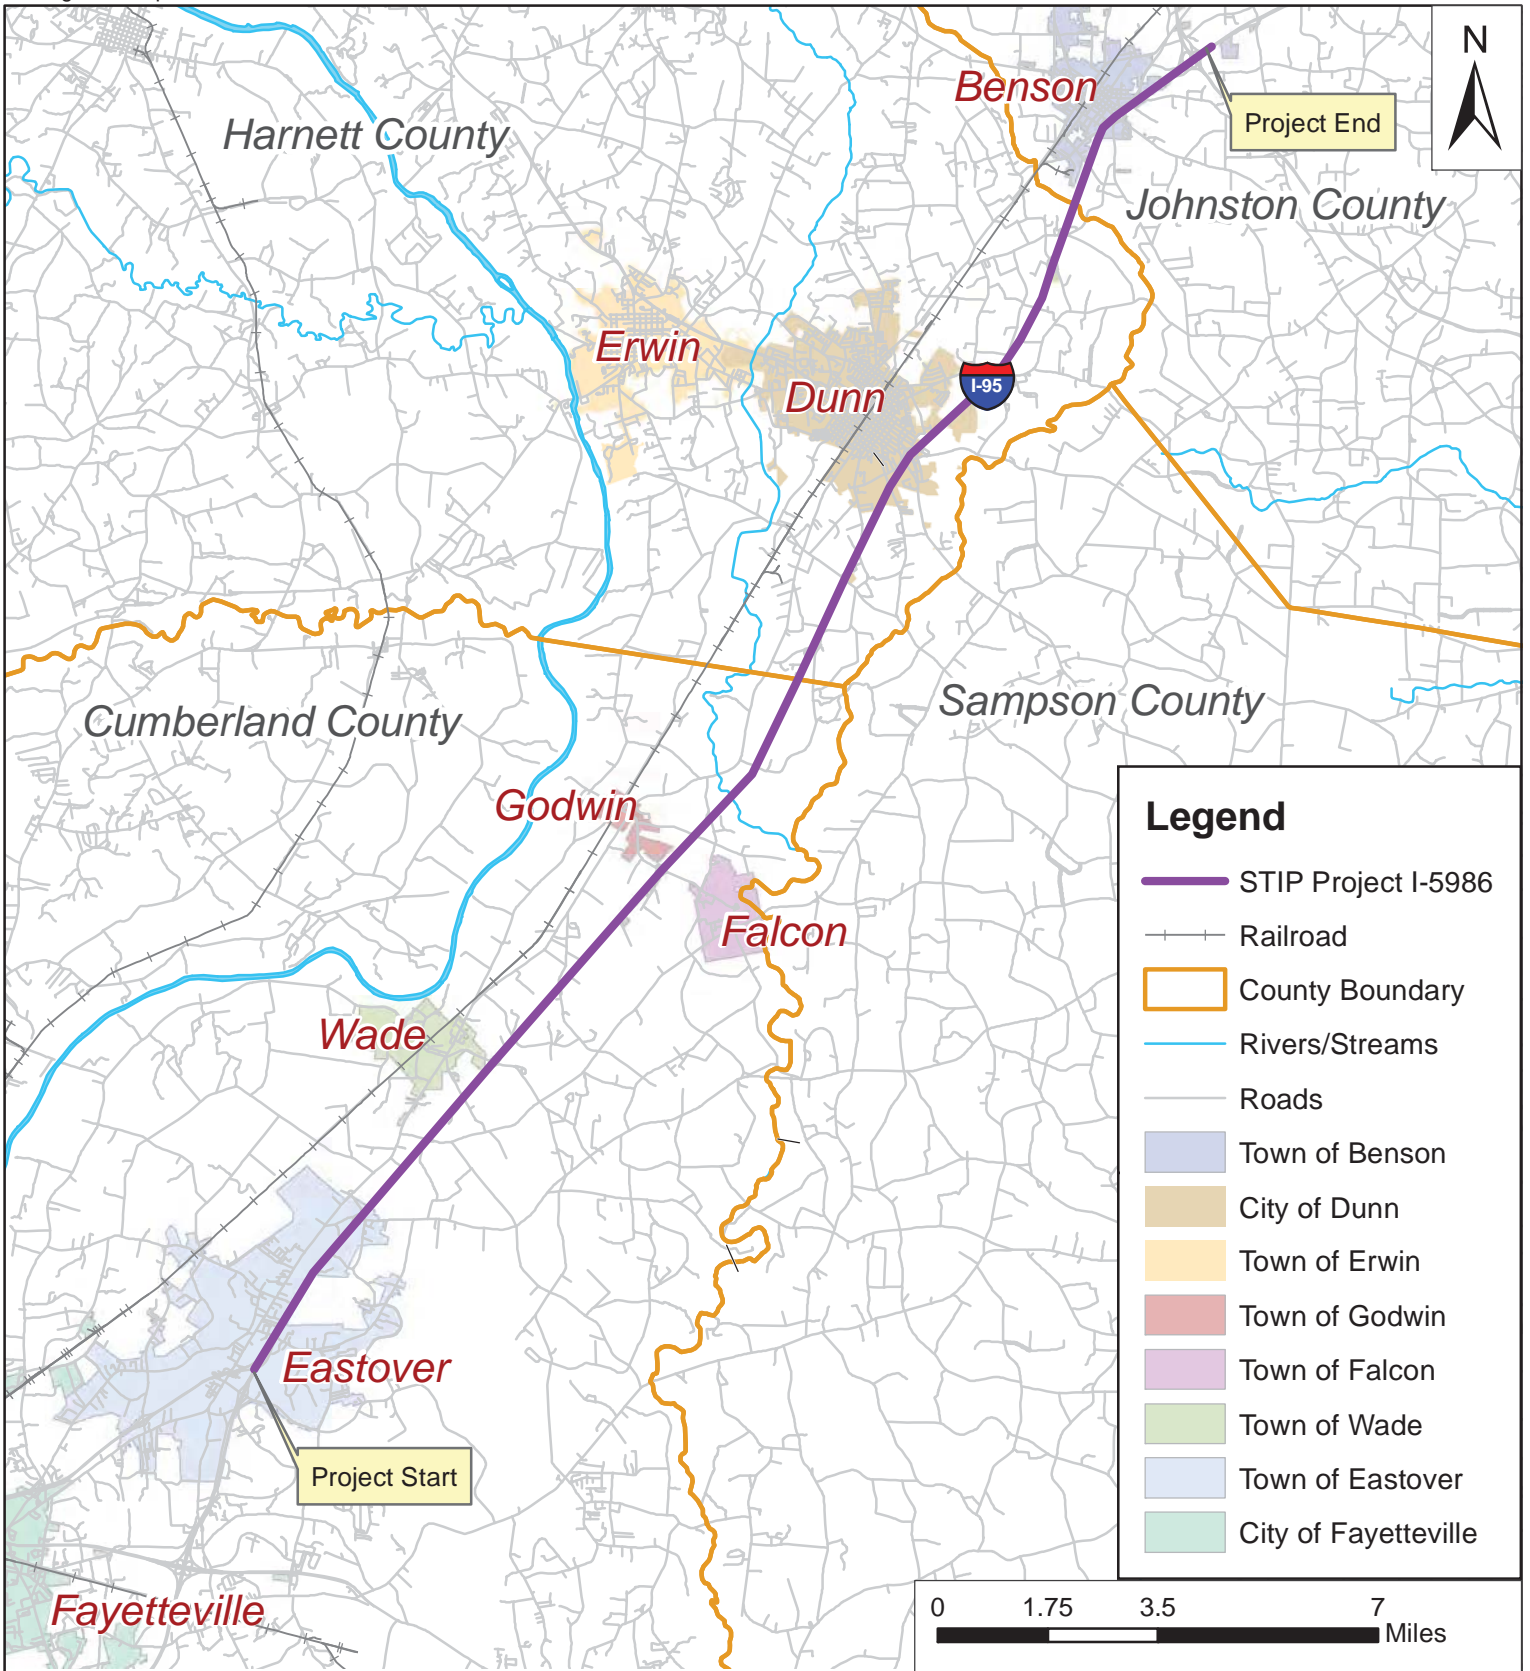 N
Benson
Project End
Harnett County
Johnston County
Erwin
Dunn
I-95
Sampson County
Cumberland County
Godwin
Falcon
Wade
Eastover
Project Start
Fayetteville
Legend
STIP Project I-5986
Railroad
County Boundary
Rivers/Streams
Roads
Town of Benson
City of Dunn
Town of Erwin
Town of Godwin
Town of Falcon
Town of Wade
Town of Eastover
City of Fayetteville
0 1.75 3.5 7
Miles